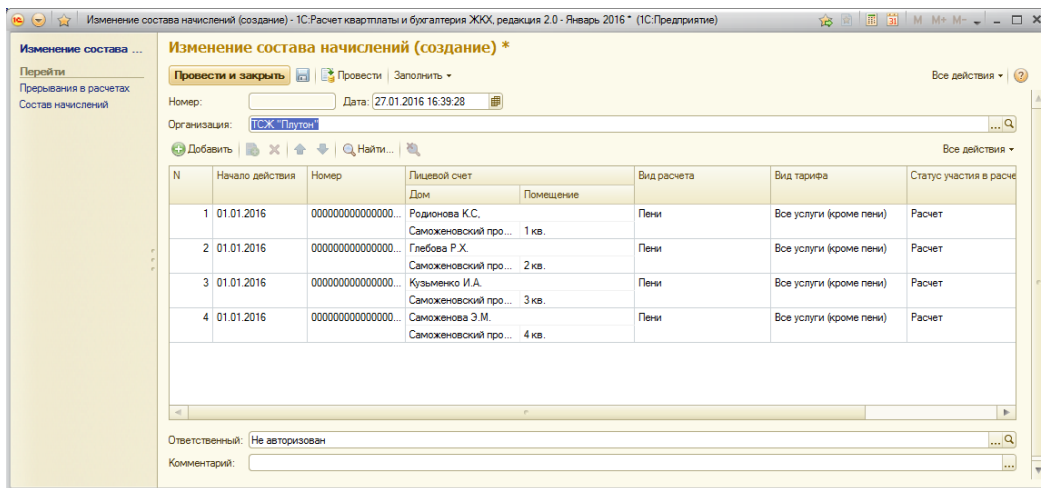 Изменение состава начислений (создание) - 1С:Расчет квартплаты и бухгалтерия ЖКХ, редакция 2.0 - Январь 2016 * (1С:Предприятие)
M M+ M-
Изменение состава ...
Перейти
Прерывания в расчетах
Состав начислений
Изменение состава начислений (создание) *
Провести и закрыть Провести Заполнить Все действия
Номер: Дата: 27.01.2016 16:39:28
Организация: ТСЖ "Плутон"
Добавить Найти... Все действия
N Начало действия Номер Лицевой счет Вид расчета Вид тарифа Статус участия в расче
Дом Помещение
1 01.01.2016 000000000000000... Родионова К.С, Пени Все услуги (кроме пени) Расчет
Саможеновский про... 1 кв.
2 01.01.2016 000000000000000... Глебова Р.Х. Пени Все услуги (кроме пени) Расчет
Саможеновский про... 2 кв.
3 01.01.2016 000000000000000... Кузьменко И.А. Пени Все услуги (кроме пени) Расчет
Саможеновский про... 3 кв.
4 01.01.2016 000000000000000... Саможенова Э.М. Пени Все услуги (кроме пени) Расчет
Саможеновский про... 4 кв.
Ответственный: Не авторизован
Комментарий: